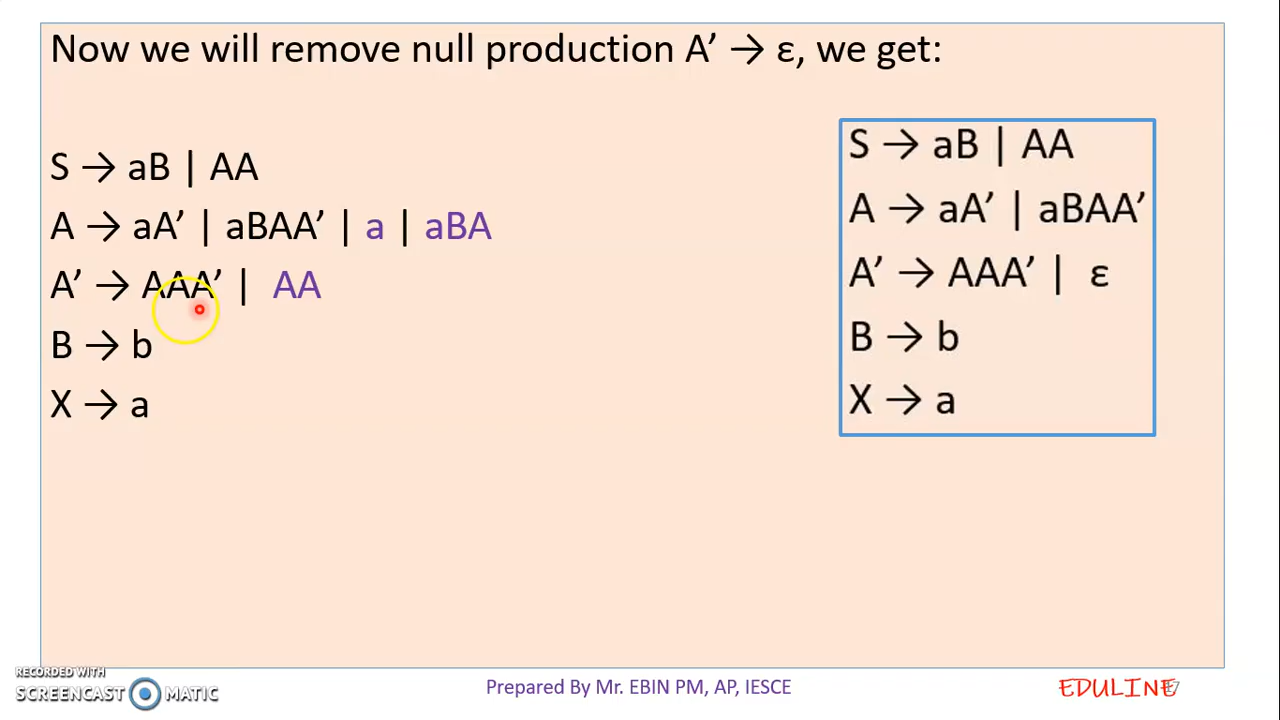 Now we will remove null production A’ → ε, we get:
S → aB | AA
A → aA’ | aBAA’ | a | aBA
A’ → AAA’ | AA
B → b
X → a
S → aB | AA
A → aA’ | aBAA’
A’ → AAA’ | ε
B → b
X → a
RECORDED WITH
SCREENCAST MATIC
Prepared By Mr. EBIN PM, AP, IESCE
EDULINE